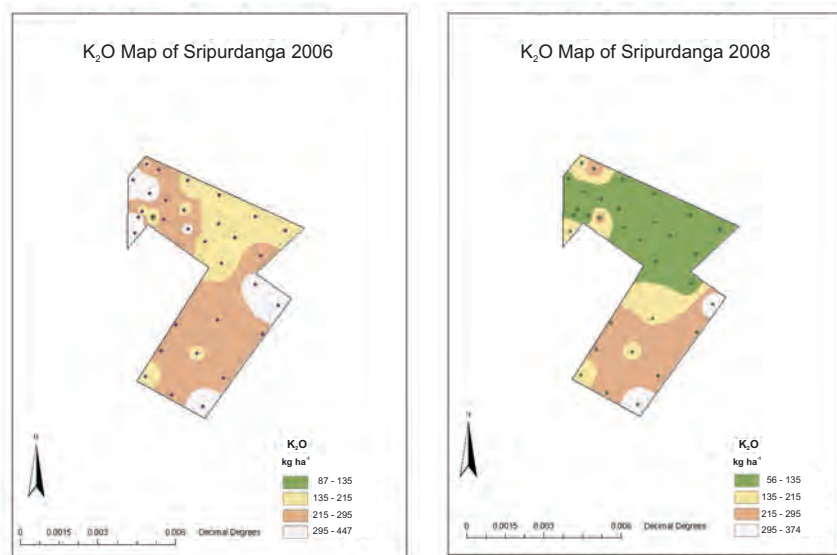 K₂O Map of Sripurdanga 2006
N
K₂O
kg ha⁻¹
87 - 135
135 - 215
215 - 295
295 - 447
0 0.0015 0.003 0.006 Decimal Degrees
K₂O Map of Sripurdanga 2008
N
K₂O
kg ha⁻¹
56 - 135
135 - 215
215 - 295
295 - 374
0 0.0015 0.003 0.006 Decimal Degrees